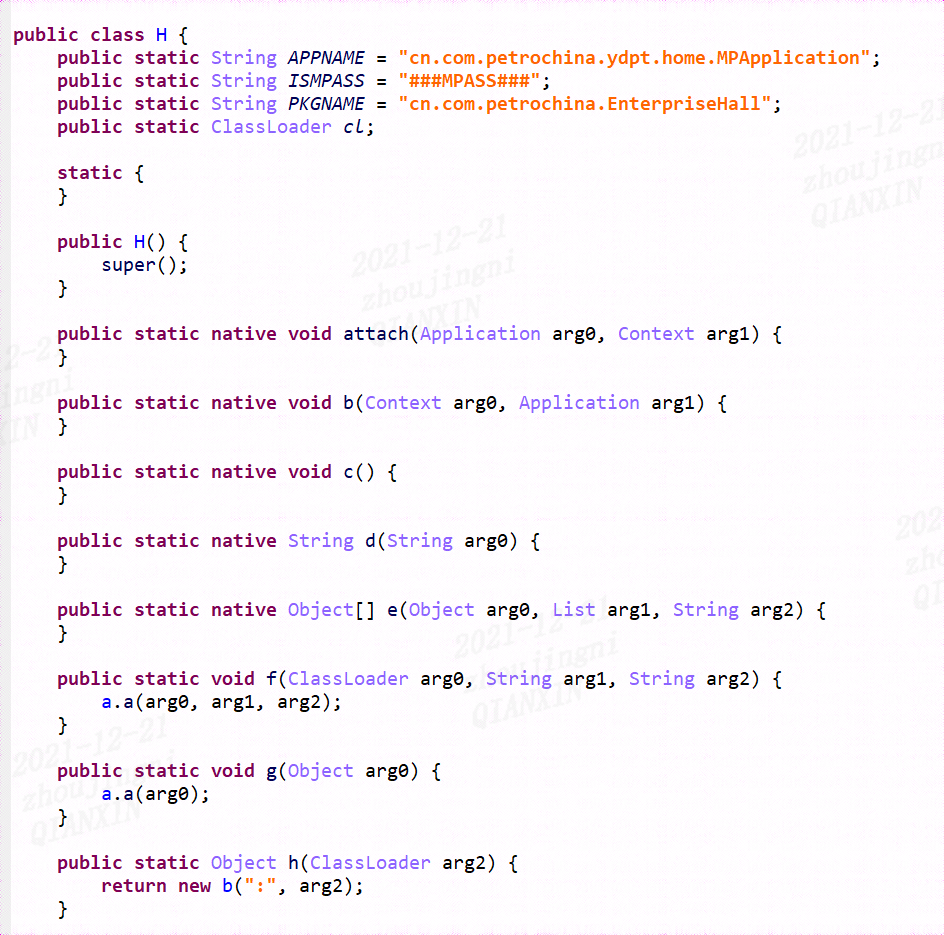 public class H {
    public static String APPNAME = "cn.com.petrochina.ydpt.home.MPApplication";
    public static String ISMPASS = "###MPASS###";
    public static String PKGNAME = "cn.com.petrochina.EnterpriseHall";
    public static ClassLoader cl;

    static {
    }

    public H() {
        super();
    }

    public static native void attach(Application arg0, Context arg1) {
    }

    public static native void b(Context arg0, Application arg1) {
    }

    public static native void c() {
    }

    public static native String d(String arg0) {
    }

    public static native Object[] e(Object arg0, List arg1, String arg2) {
    }

    public static void f(ClassLoader arg0, String arg1, String arg2) {
        a.a(arg0, arg1, arg2);
    }

    public static void g(Object arg0) {
        a.a(arg0);
    }

    public static Object h(ClassLoader arg2) {
        return new b(":", arg2);
    }
2021-12-21
zhoujingni
QIANXIN
2021-12-21
zhoujingni
QIANXIN
2021-12-21
zhoujingni
QIANXIN